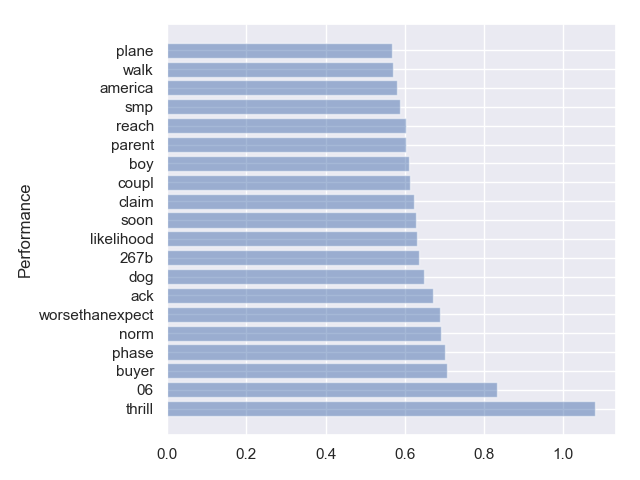 plane
walk
america
smp
reach
parent
boy
coupl
claim
soon
likelihood
267b
dog
ack
worsethanexpect
norm
phase
buyer
06
thrill
Performance
0.0 0.2 0.4 0.6 0.8 1.0